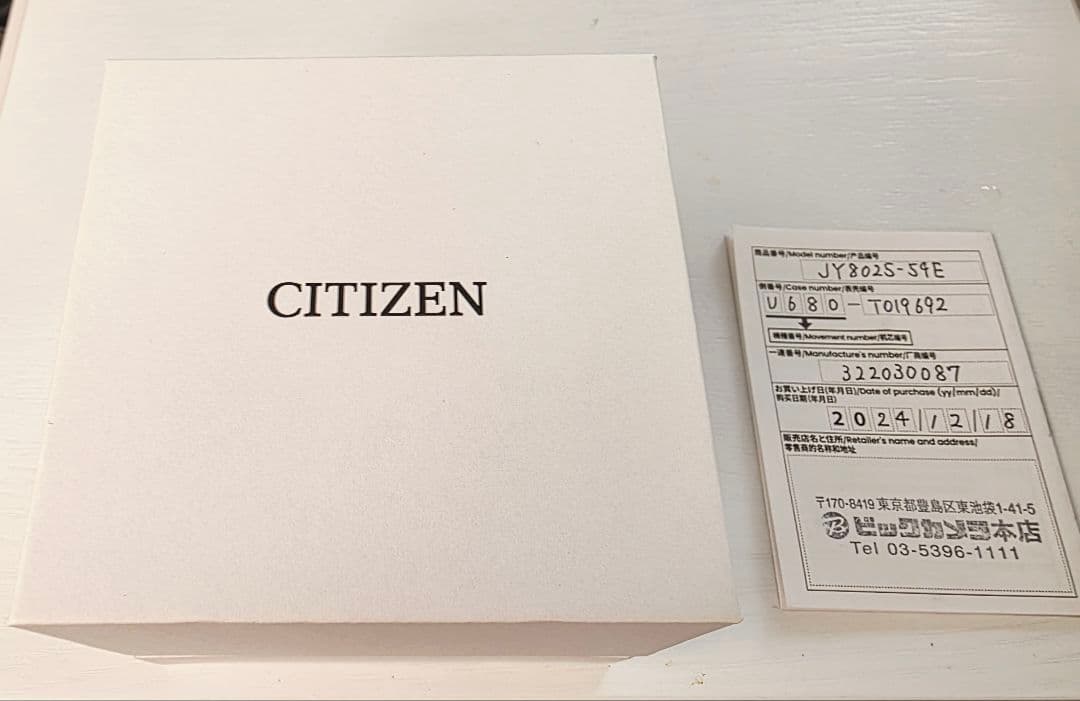 CITIZEN
商品番号/Model number/产品编号
JY8025-54E
側番号/Case number/表壳编号
U680-T019692
機種番号/Movement number/机芯编号
一連番号/Manufacture's number/厂商编号
322030087
お買い上げ日(年月日)/Date of purchase (yy/mm/dd)/
购买日期(年月日)
2024/12/18
販売店名と住所/Retailer's name and address/
零售商的名称和地址
〒170-8419 東京都豊島区東池袋1-41-5
B ビックカメラ本店
Tel 03-5396-1111